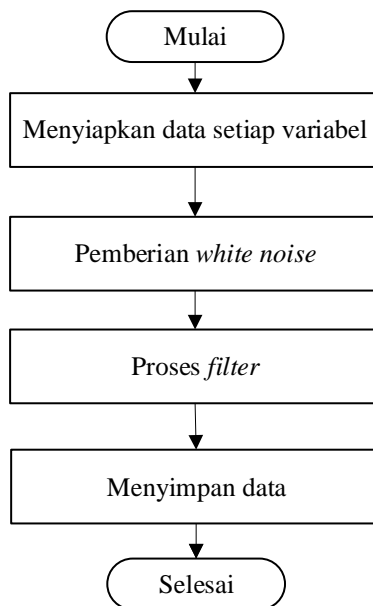 Mulai
Menyiapkan data setiap variabel
Pemberian white noise
Proses filter
Menyimpan data
Selesai